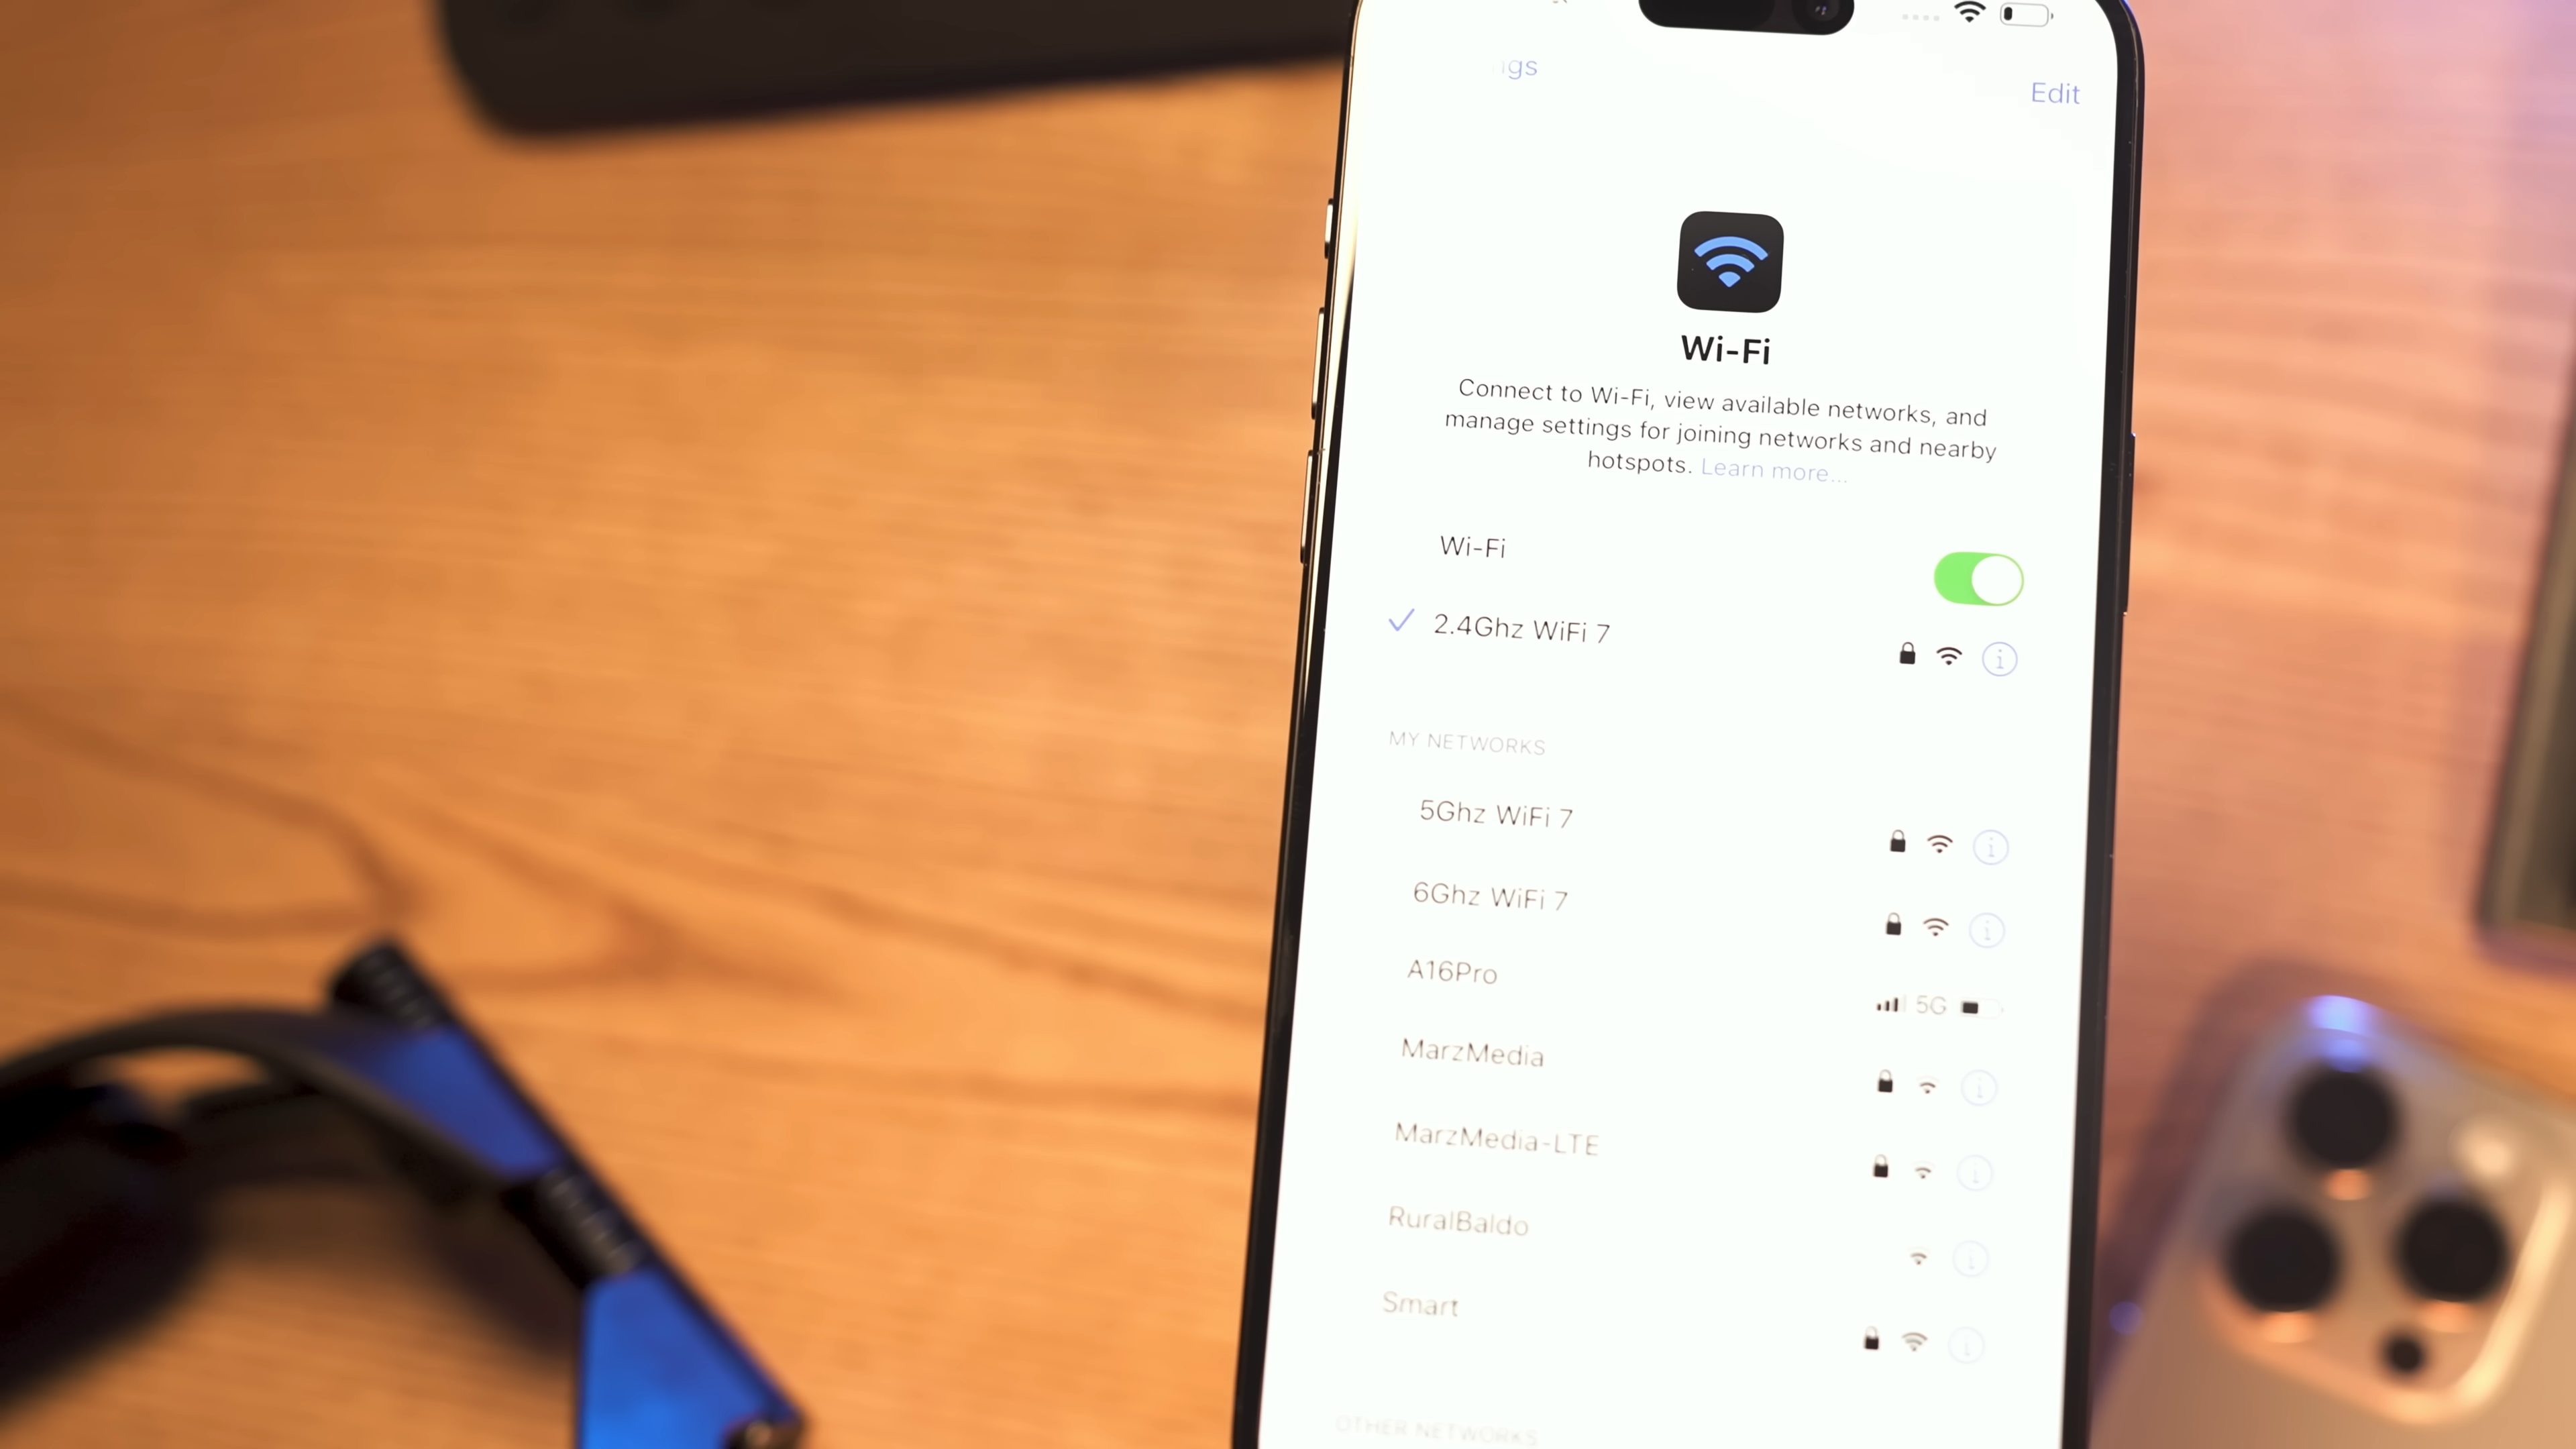 Edit
Wi-Fi
Connect to Wi-Fi, view available networks, and
manage settings for joining networks and nearby
hotspots. Learn more...
Wi-Fi
2.4Ghz WiFi 7
MY NETWORKS
5Ghz WiFi 7
6Ghz WiFi 7
A16Pro
5G
MarzMedia
MarzMedia-LTE
RuralBaldo
Smart
OTHER NETWORKS